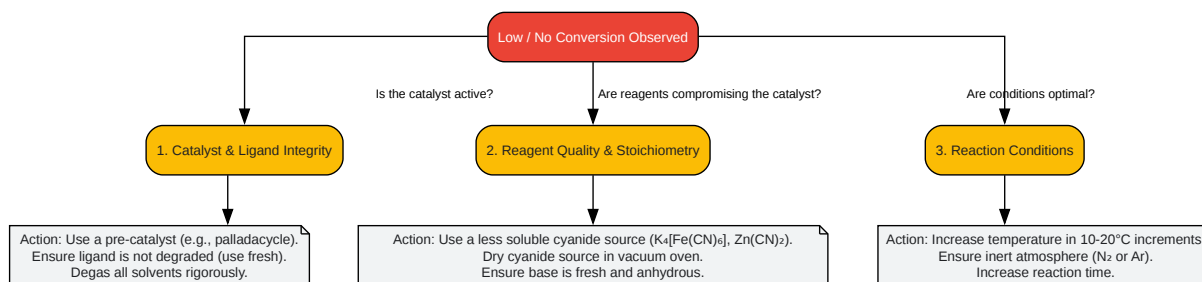 Low / No Conversion Observed
Is the catalyst active?
Are reagents compromising the catalyst?
Are conditions optimal?
1. Catalyst & Ligand Integrity
2. Reagent Quality & Stoichiometry
3. Reaction Conditions
Action: Use a pre-catalyst (e.g., palladacycle).
Ensure ligand is not degraded (use fresh).
Degas all solvents rigorously.
Action: Use a less soluble cyanide source (K₄[Fe(CN)₆], Zn(CN)₂).
Dry cyanide source in vacuum oven.
Ensure base is fresh and anhydrous.
Action: Increase temperature in 10-20°C increments
Ensure inert atmosphere (N₂ or Ar).
Increase reaction time.